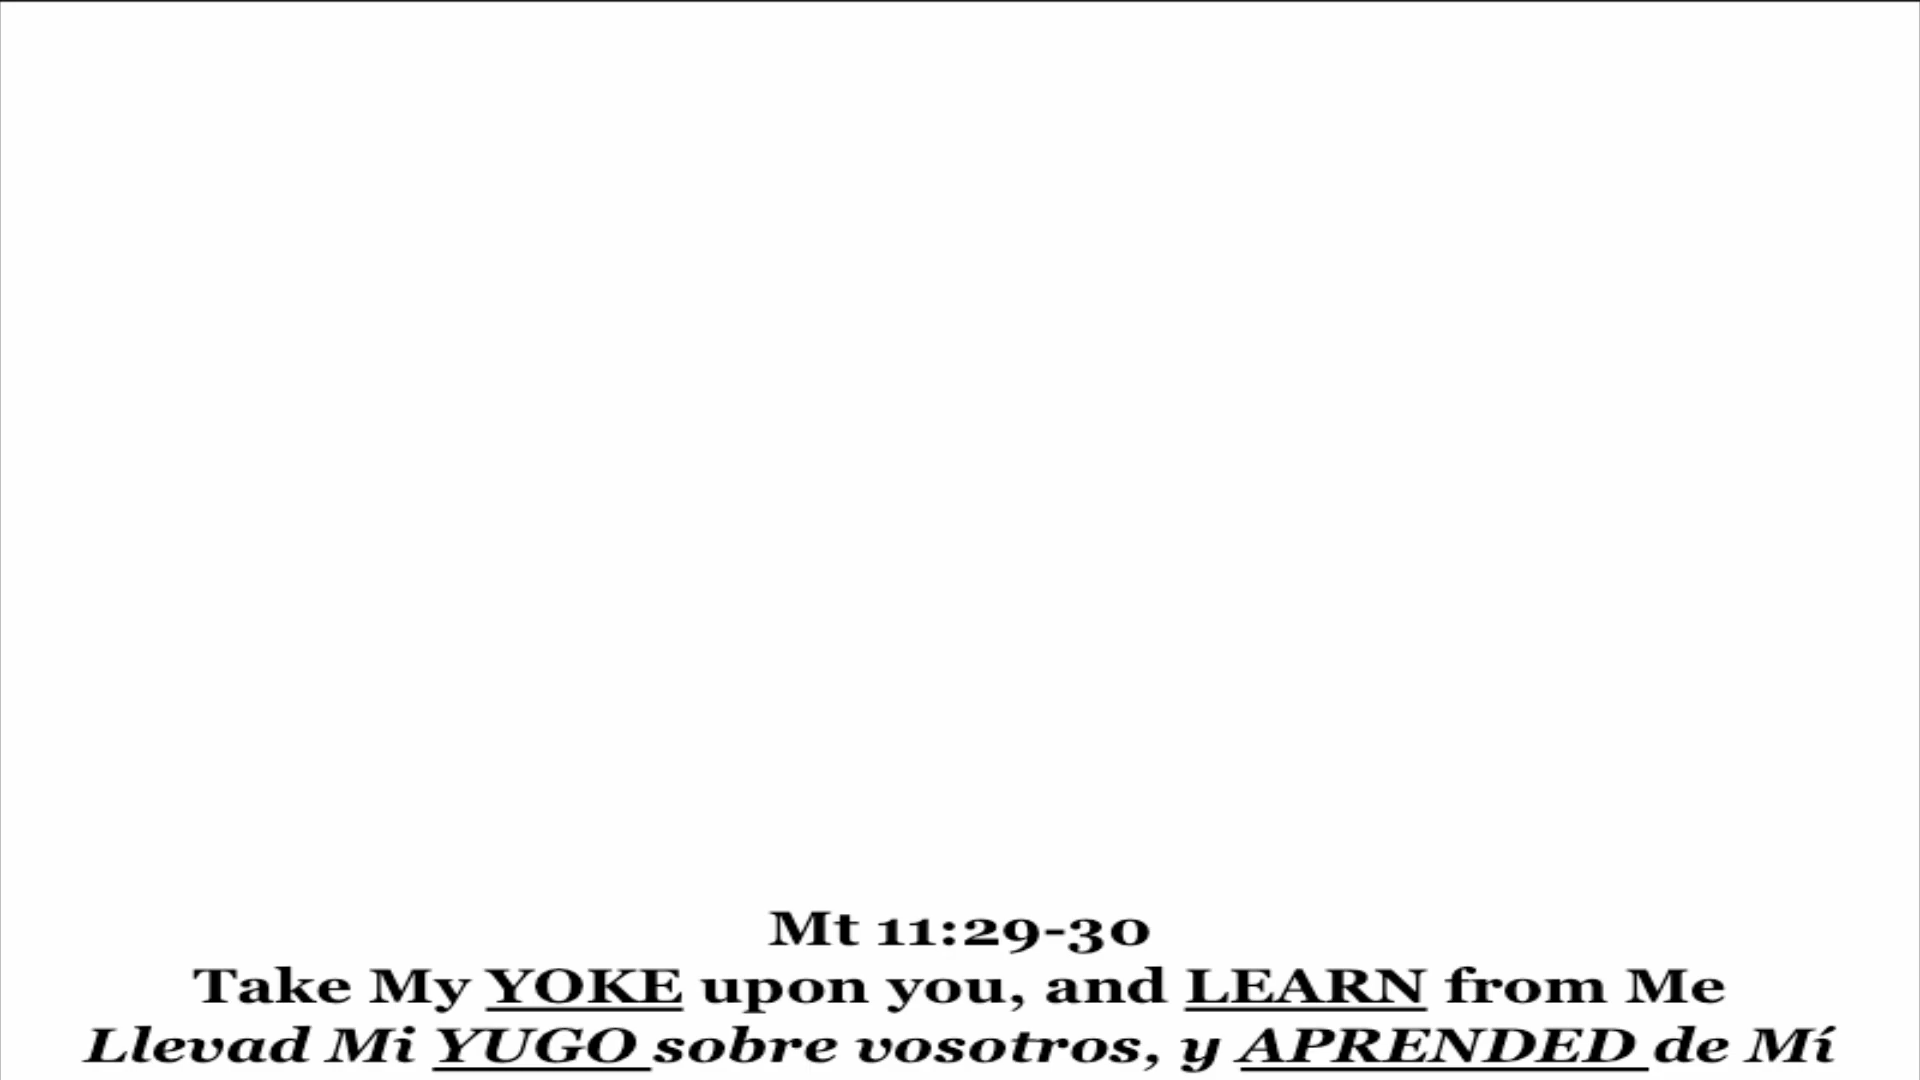 Mt 11:29-30
Take My YOKE upon you, and LEARN from Me
Llevad Mi YUGO sobre vosotros, y APRENDED de Mí